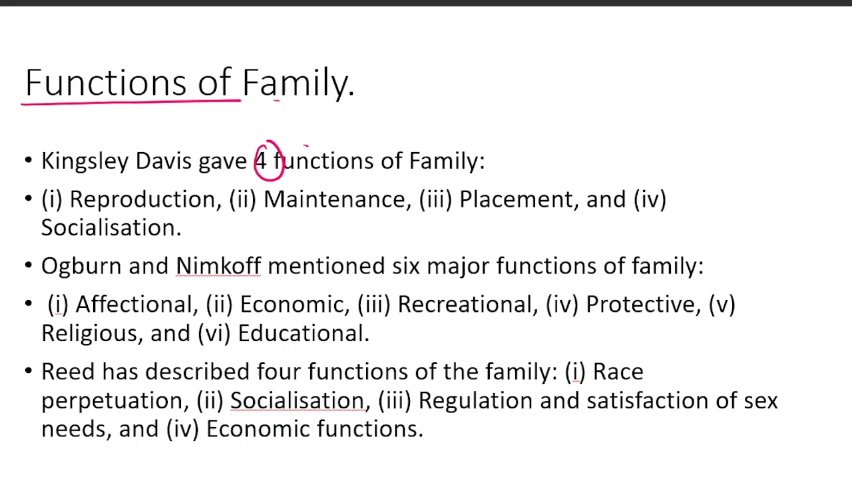 Functions of Family.
• Kingsley Davis gave 4 functions of Family:
• (i) Reproduction, (ii) Maintenance, (iii) Placement, and (iv)
Socialisation.
• Ogburn and Nimkoff mentioned six major functions of family:
• (i) Affectional, (ii) Economic, (iii) Recreational, (iv) Protective, (v)
Religious, and (vi) Educational.
• Reed has described four functions of the family: (i) Race
perpetuation, (ii) Socialisation, (iii) Regulation and satisfaction of sex
needs, and (iv) Economic functions.